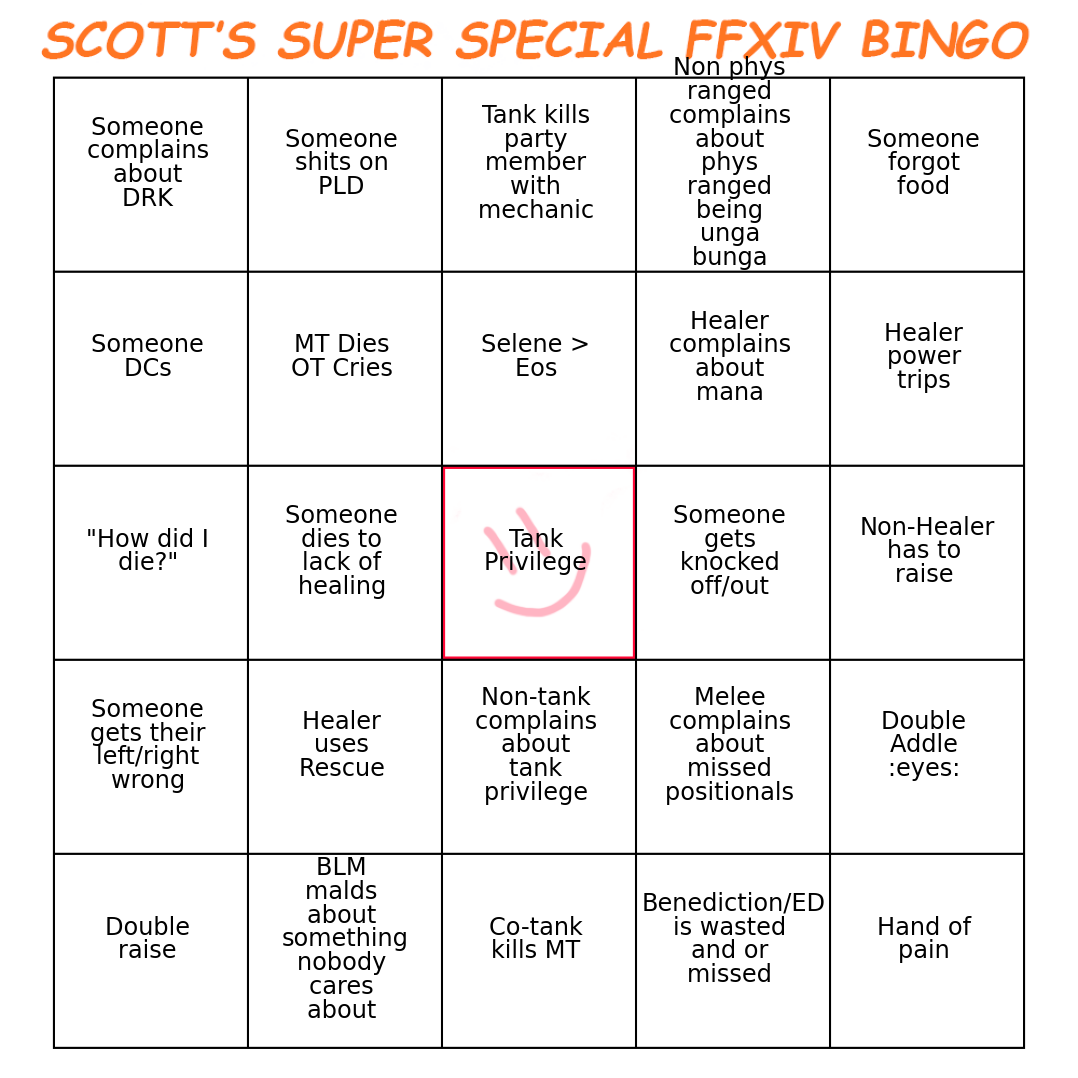 SCOTT'S SUPER SPECIAL FFXIV BINGO
Someone
complains
about
DRK
Someone
shits on
PLD
Tank kills
party
member
with
mechanic
Non phys
ranged
complains
about
phys
ranged
being
unga
bunga
Someone
forgot
food
Someone
DCs
MT Dies
OT Cries
Selene >
Eos
Healer
complains
about
mana
Healer
power
trips
"How did I
die?"
Someone
dies to
lack of
healing
Tank
Privilege
Someone
gets
knocked
off/out
Non-Healer
has to
raise
Someone
gets their
left/right
wrong
Healer
uses
Rescue
Non-tank
complains
about
tank
privilege
Melee
complains
about
missed
positionals
Double
Addle
:eyes:
Double
raise
BLM
malds
about
something
nobody
cares
about
Co-tank
kills MT
Benediction/ED
is wasted
and or
missed
Hand of
pain